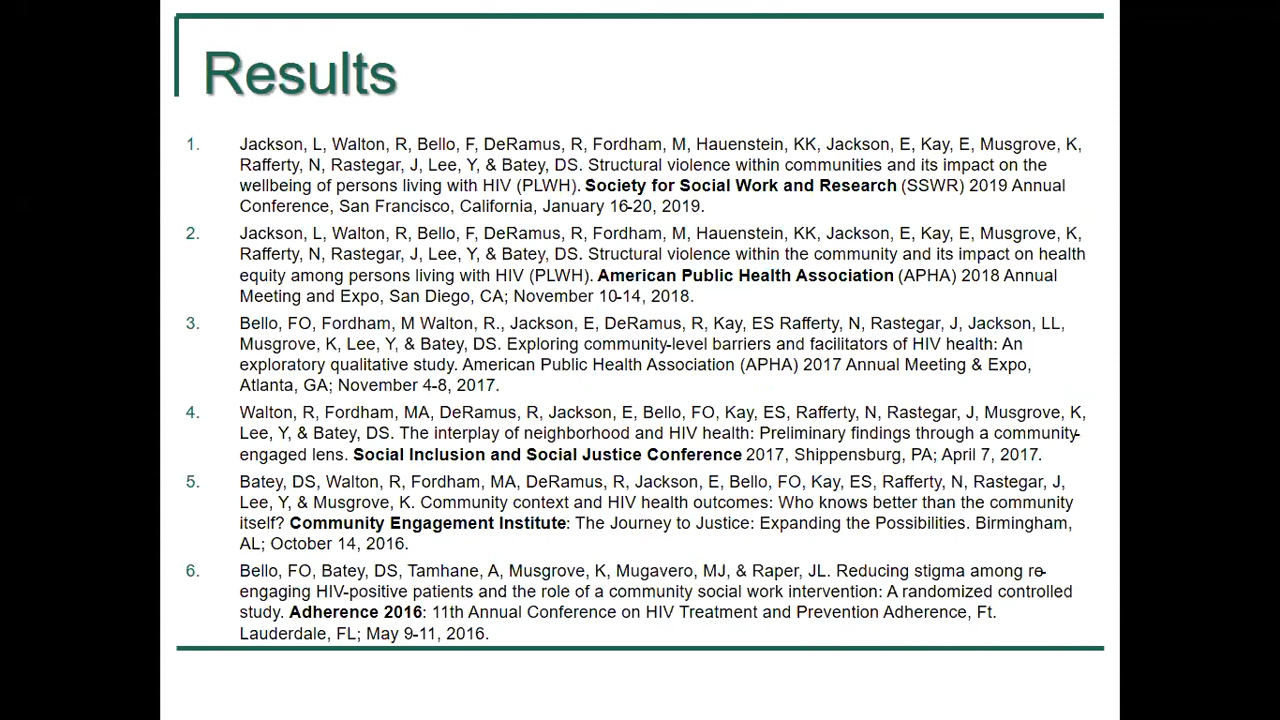 Results
1. Jackson, L, Walton, R, Bello, F, DeRamus, R, Fordham, M, Hauenstein, KK, Jackson, E, Kay, E, Musgrove, K,
Rafferty, N, Rastegar, J, Lee, Y, & Batey, DS. Structural violence within communities and its impact on the
wellbeing of persons living with HIV (PLWH). Society for Social Work and Research (SSWR) 2019 Annual
Conference, San Francisco, California, January 16-20, 2019.
2. Jackson, L, Walton, R, Bello, F, DeRamus, R, Fordham, M, Hauenstein, KK, Jackson, E, Kay, E, Musgrove, K,
Rafferty, N, Rastegar, J, Lee, Y, & Batey, DS. Structural violence within the community and its impact on health
equity among persons living with HIV (PLWH). American Public Health Association (APHA) 2018 Annual
Meeting and Expo, San Diego, CA; November 10-14, 2018.
3. Bello, FO, Fordham, M Walton, R., Jackson, E, DeRamus, R, Kay, ES Rafferty, N, Rastegar, J, Jackson, LL,
Musgrove, K, Lee, Y, & Batey, DS. Exploring community-level barriers and facilitators of HIV health: An
exploratory qualitative study. American Public Health Association (APHA) 2017 Annual Meeting & Expo,
Atlanta, GA; November 4-8, 2017.
4. Walton, R, Fordham, MA, DeRamus, R, Jackson, E, Bello, FO, Kay, ES, Rafferty, N, Rastegar, J, Musgrove, K,
Lee, Y, & Batey, DS. The interplay of neighborhood and HIV health: Preliminary findings through a community-
engaged lens. Social Inclusion and Social Justice Conference 2017, Shippensburg, PA; April 7, 2017.
5. Batey, DS, Walton, R, Fordham, MA, DeRamus, R, Jackson, E, Bello, FO, Kay, ES, Rafferty, N, Rastegar, J,
Lee, Y, & Musgrove, K. Community context and HIV health outcomes: Who knows better than the community
itself? Community Engagement Institute: The Journey to Justice: Expanding the Possibilities. Birmingham,
AL; October 14, 2016.
6. Bello, FO, Batey, DS, Tamhane, A, Musgrove, K, Mugavero, MJ, & Raper, JL. Reducing stigma among re-
engaging HIV-positive patients and the role of a community social work intervention: A randomized controlled
study. Adherence 2016: 11th Annual Conference on HIV Treatment and Prevention Adherence, Ft.
Lauderdale, FL; May 9-11, 2016.